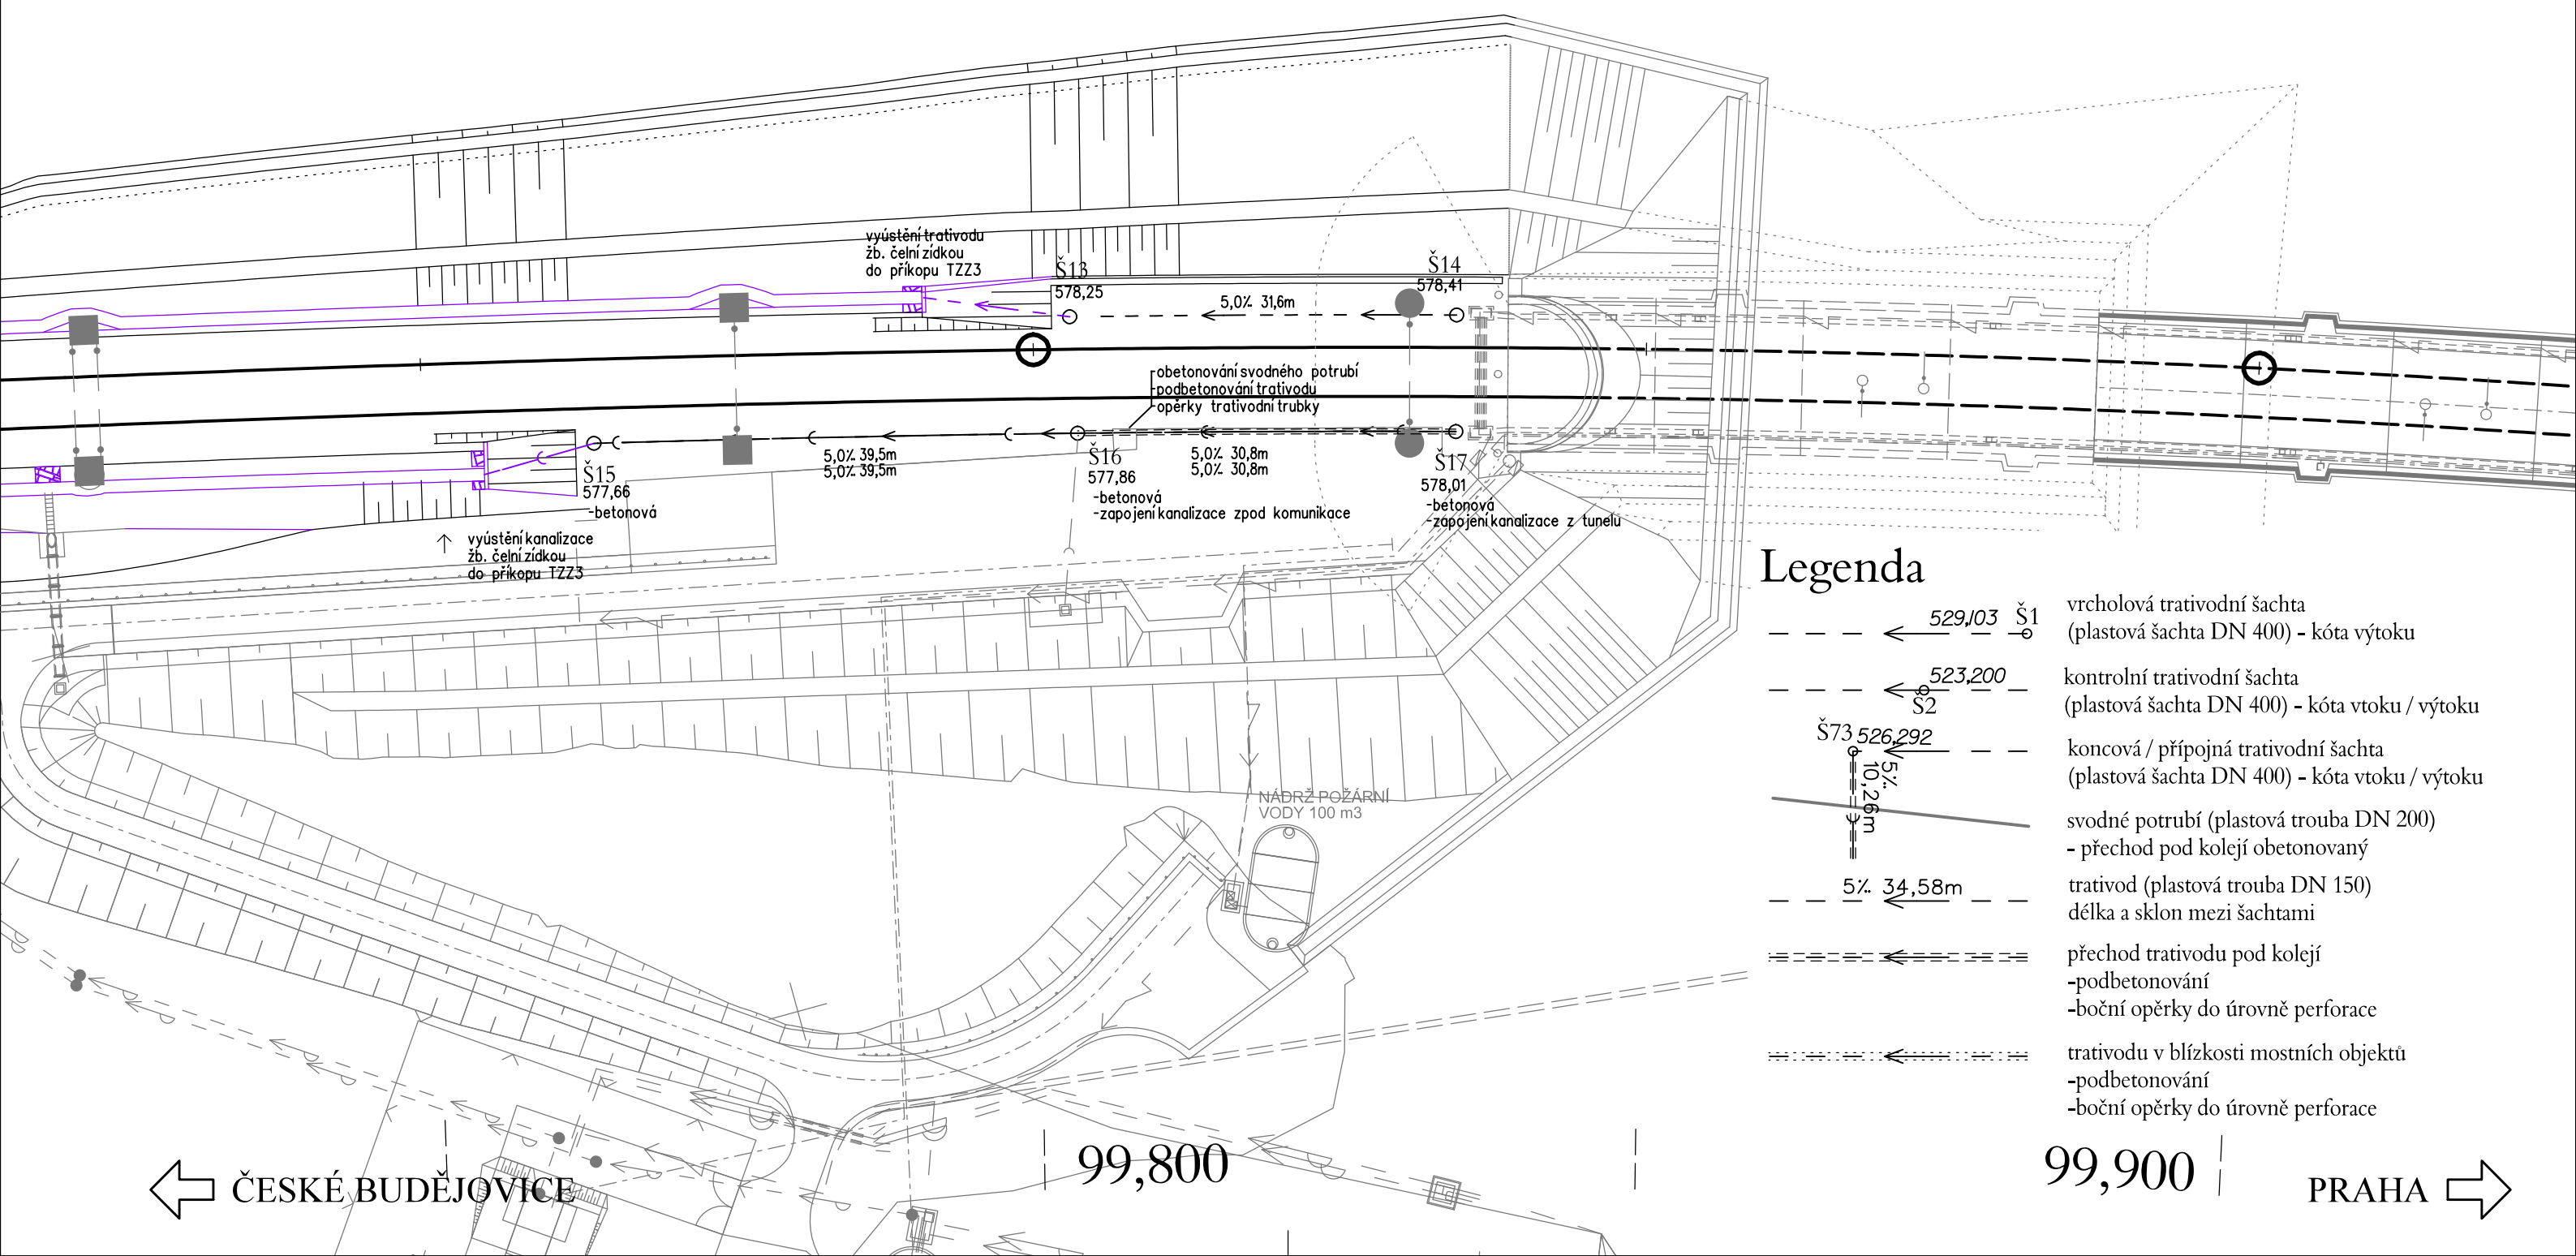 vyústění trativodu
žb. čelní zídkou
do příkopu TZZ3
Š13
578,25
5,0% 31,6m
Š14
578,41
obetonování svodného potrubí
podbetonování trativodu
opěrky trativodní trubky
Š15
577,66
-betonová
5,0% 39,5m
5,0% 39,5m
Š16
577,86
-betonová
-zapojení kanalizace zpod komunikace
5,0% 30,8m
5,0% 30,8m
Š17
578,01
-betonová
-zapojení kanalizace z tunelu
vyústění kanalizace
žb. čelní zídkou
do příkopu TZZ3
NÁDRŽ POŽÁRNÍ
VODY 100 m3
Legenda
529,103 Š1
vrcholová trativodní šachta
(plastová šachta DN 400) - kóta výtoku
523,200
Š2
kontrolní trativodní šachta
(plastová šachta DN 400) - kóta vtoku / výtoku
Š73 526,292
5%
10,26m
koncová / přípojná trativodní šachta
(plastová šachta DN 400) - kóta vtoku / výtoku
svodné potrubí (plastová trouba DN 200)
- přechod pod kolejí obetonovaný
5% 34,58m
trativod (plastová trouba DN 150)
délka a sklon mezi šachtami
přechod trativodu pod kolejí
-podbetonování
-boční opěrky do úrovně perforace
trativodu v blízkosti mostních objektů
-podbetonování
-boční opěrky do úrovně perforace
ČESKÉ BUDĚJOVICE
99,800
99,900
PRAHA